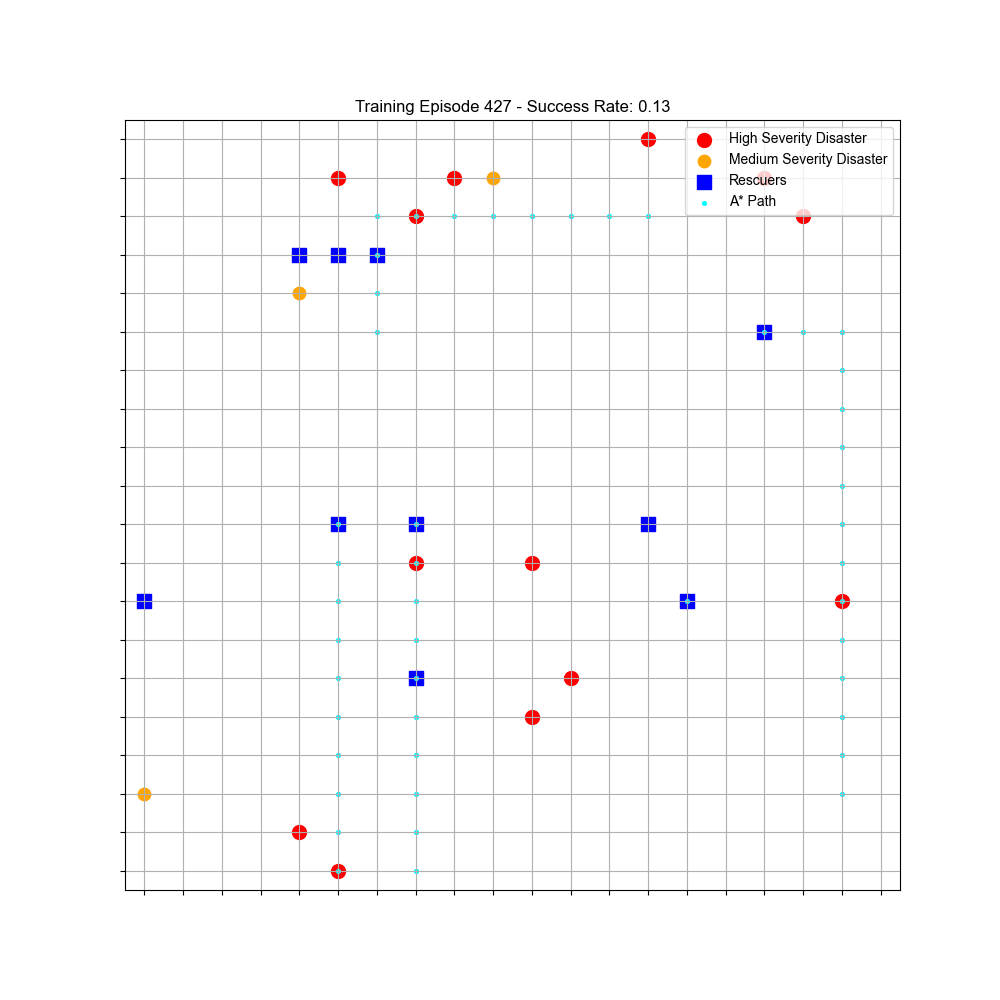 Training Episode 427 - Success Rate: 0.13
High Severity Disaster
Medium Severity Disaster
Rescuers
A* Path